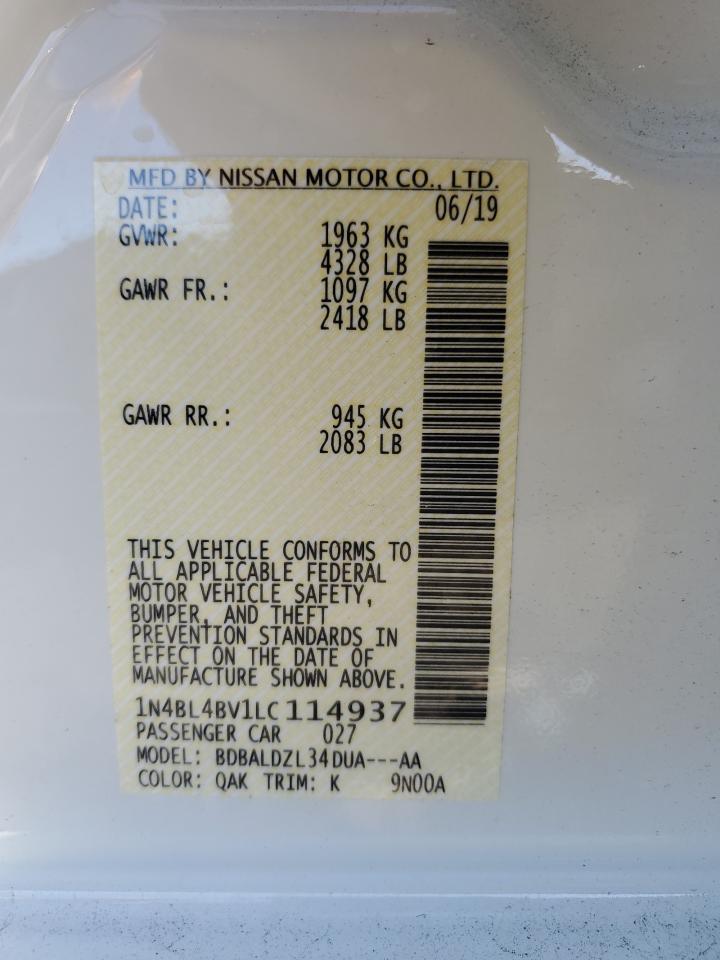 MFD BY NISSAN MOTOR CO., LTD.
DATE: 06/19
GVWR: 1963 KG
4328 LB
GAWR FR.: 1097 KG
2418 LB
GAWR RR.: 945 KG
2083 LB
THIS VEHICLE CONFORMS TO
ALL APPLICABLE FEDERAL
MOTOR VEHICLE SAFETY,
BUMPER, AND THEFT
PREVENTION STANDARDS IN
EFFECT ON THE DATE OF
MANUFACTURE SHOWN ABOVE.
1N4BL4BV1LC114937
PASSENGER CAR 027
MODEL: BDBALDZL34DUA---AA
COLOR: QAK TRIM: K 9N00A